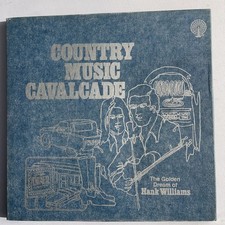 COUNTRY
MUSIC
CAVALCADE
The Golden
Dream of
Hank Williams